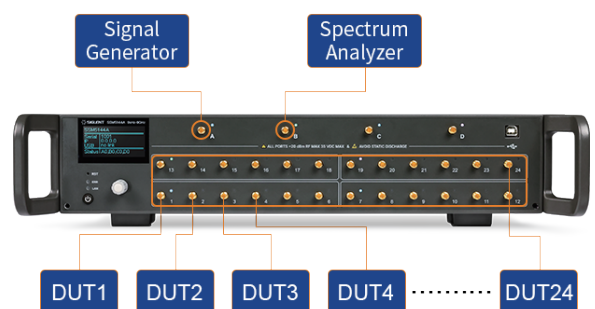 Signal
Generator
Spectrum
Analyzer
SIGLENT
A
B
C
D
ALL PORTS +20 dBm RF MAX 35 VDC MAX & AVOID STATIC DISCHARGE
13 14 15 16 17 18 19 20 21 22 23 24
1 2 3 4 5 6 7 8 9 10 11 12
DUT1 DUT2 DUT3 DUT4 DUT24